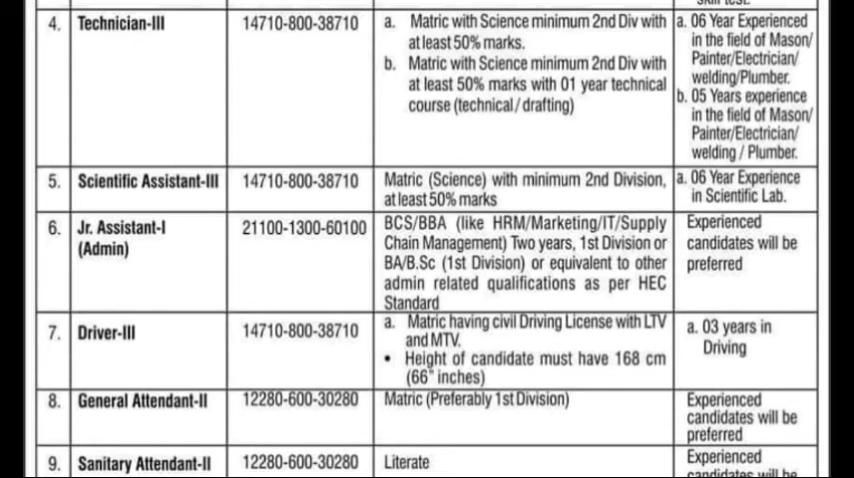 skill test.
4. Technician-III 14710-800-38710 a. Matric with Science minimum 2nd Div with a. 06 Year Experienced
at least 50% marks. in the field of Mason/
b. Matric with Science minimum 2nd Div with Painter/Electrician/
at least 50% marks with 01 year technical welding/Plumber.
course (technical/ drafting) b. 05 Years experience
in the field of Mason/
Painter/Electrician/
welding / Plumber.
5. Scientific Assistant-III 14710-800-38710 Matric (Science) with minimum 2nd Division, a. 06 Year Experience
at least 50% marks in Scientific Lab.
6. Jr. Assistant-I 21100-1300-60100 BCS/BBA (like HRM/Marketing/IT/Supply Experienced
(Admin) Chain Management) Two years, 1st Division or candidates will be
BA/B.Sc (1st Division) or equivalent to other preferred
admin related qualifications as per HEC
Standard
7. Driver-III 14710-800-38710 a. Matric having civil Driving License with LTV a. 03 years in
and MTV. Driving
• Height of candidate must have 168 cm
(66" inches)
8. General Attendant-II 12280-600-30280 Matric (Preferably 1st Division) Experienced
candidates will be
preferred
9. Sanitary Attendant-II 12280-600-30280 Literate Experienced
candidates will be